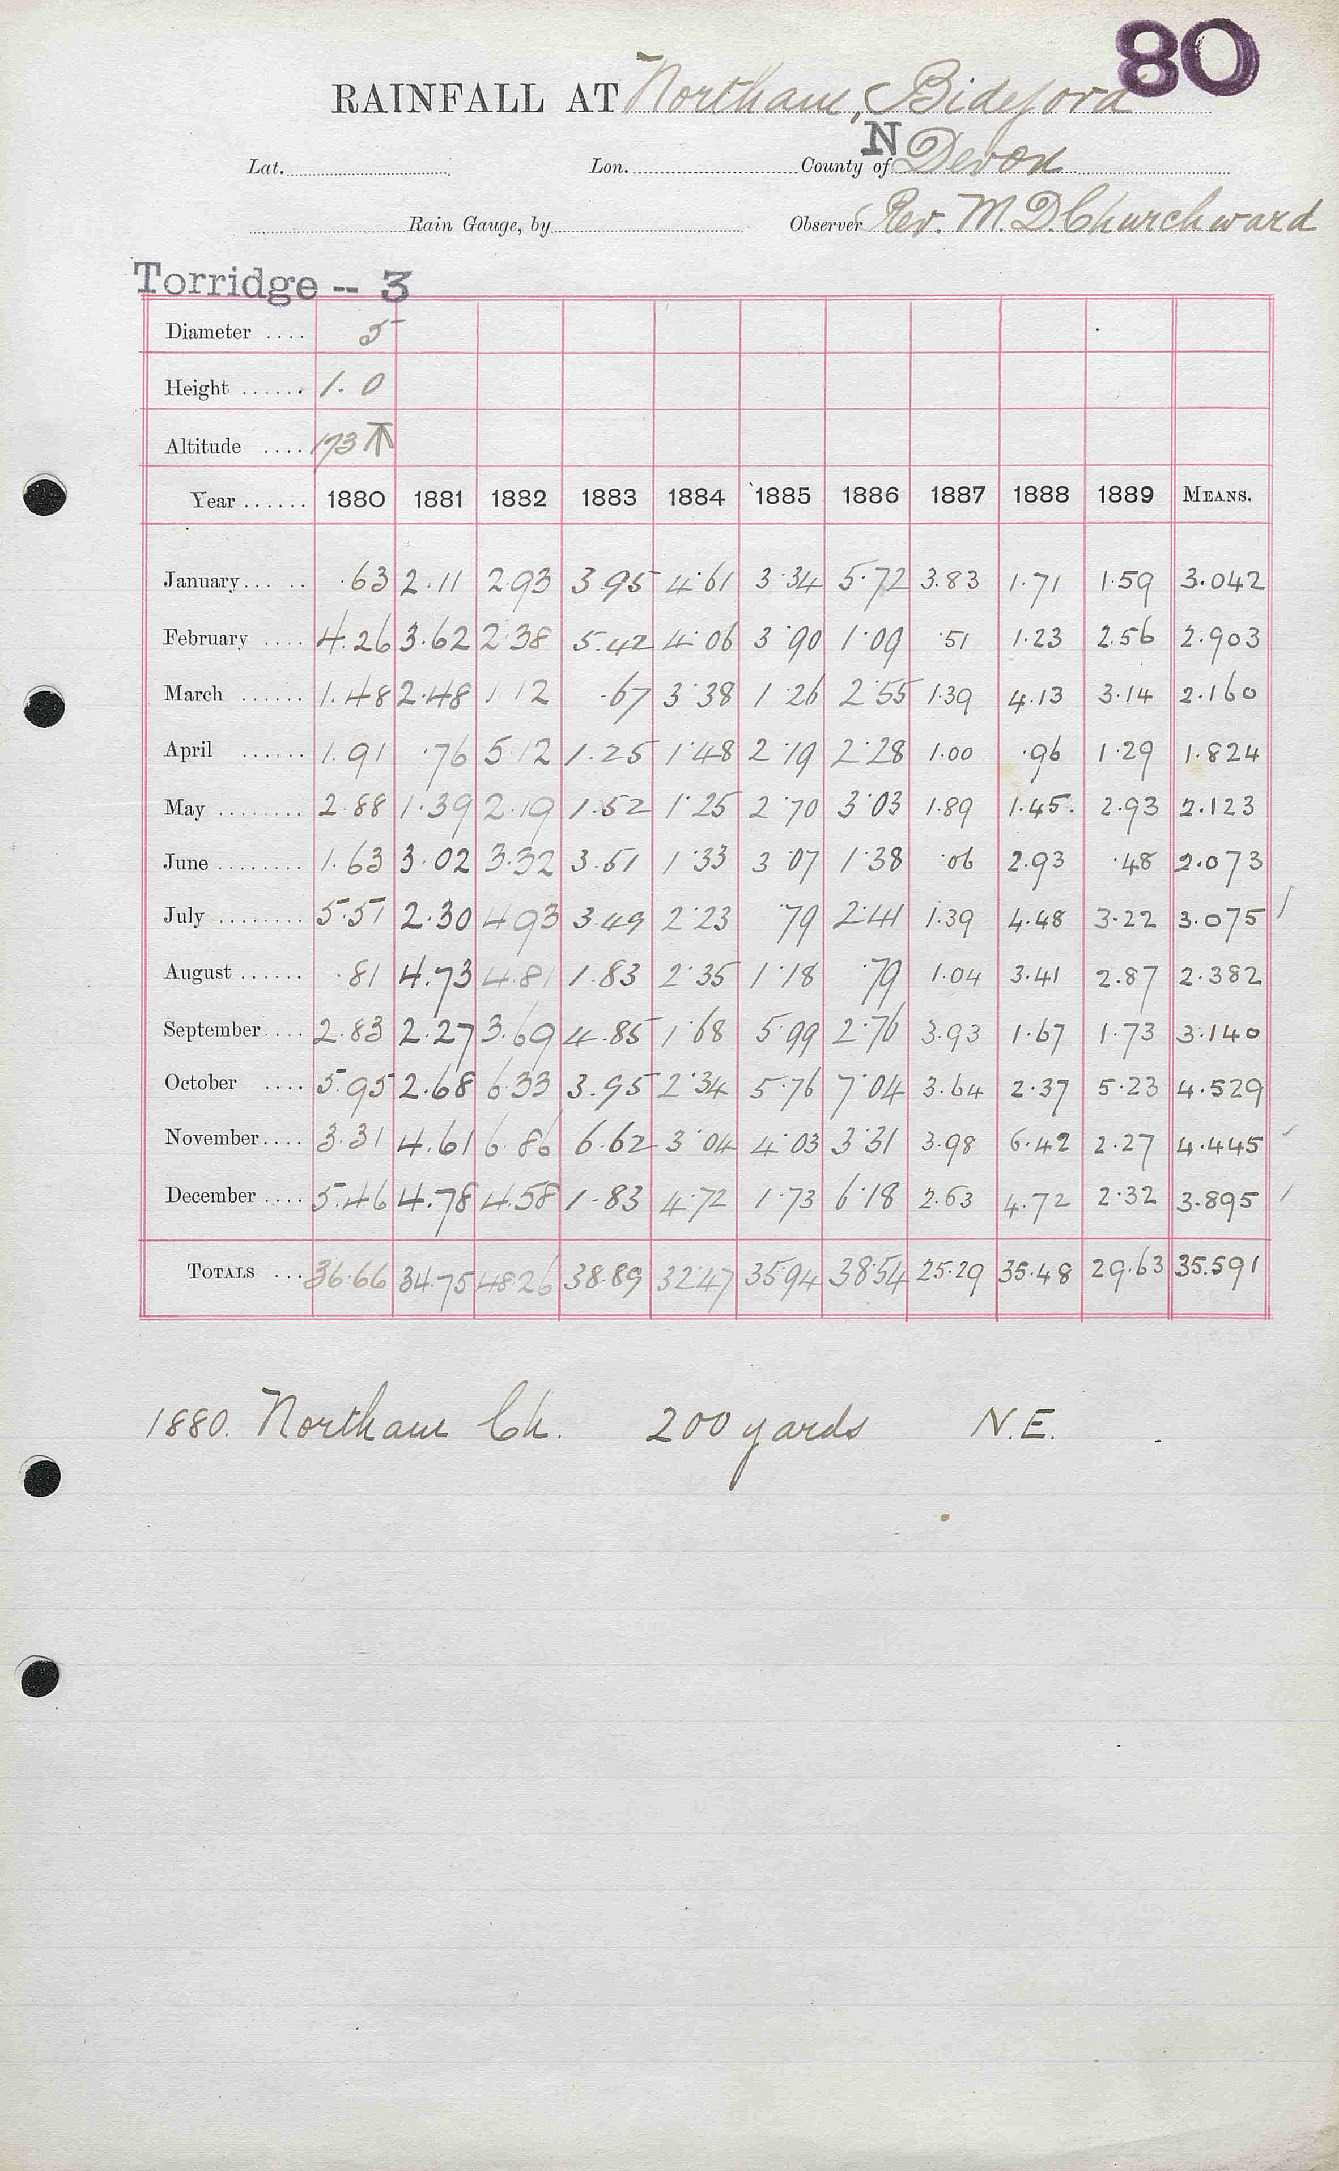 80
RAINFALL AT Northam, Bideford
Lat. Lon. County of N Devon
Rain Gauge, by Observer Rev. M. D. Churchward
Torridge -- 3
Diameter .... 5
Height ...... 1. 0
Altitude .... 173
Year ...... 1880 1881 1882 1883 1884 1885 1886 1887 1888 1889 MEANS.
January... .. .63 2.11 2.93 3.95 4.61 3.34 5.72 3.83 1.71 1.59 3.042
February .... 4.26 3.62 2.38 5.42 4.06 3.90 1.09 .51 1.23 2.56 2.903
March ...... 1.48 2.48 1.12 .67 3.38 1.26 2.55 1.39 4.13 3.14 2.160
April ...... 1.91 .76 5.12 1.25 1.48 2.19 2.28 1.00 .96 1.29 1.824
May ........ 2.88 1.39 2.19 1.52 1.25 2.70 3.03 1.89 1.45. 2.93 2.123
June ........ 1.63 3.02 3.32 3.51 1.33 3.07 1.38 .06 2.93 .48 2.073
July ........ 5.51 2.30 4.93 3.49 2.23 .79 2.41 1.39 4.48 3.22 3.075 /
August ...... .81 4.73 4.81 1.83 2.35 1.18 .79 1.04 3.41 2.87 2.382
September.... 2.83 2.27 3.69 4.85 1.68 5.99 2.76 3.93 1.67 1.73 3.140
October .... 5.95 2.68 6.33 3.95 2.34 5.76 7.04 3.64 2.37 5.23 4.529
November.... 3.31 4.61 6.86 6.62 3.04 4.03 3.31 3.98 6.42 2.27 4.445 /
December .... 5.46 4.78 4.58 1.83 4.72 1.73 6.18 2.63 4.72 2.32 3.895 /
TOTALS ... 36.66 34.75 48.26 38.89 32.47 35.94 38.54 25.29 35.48 29.63 35.591
1880. Northam Ch. 200 yards N.E.